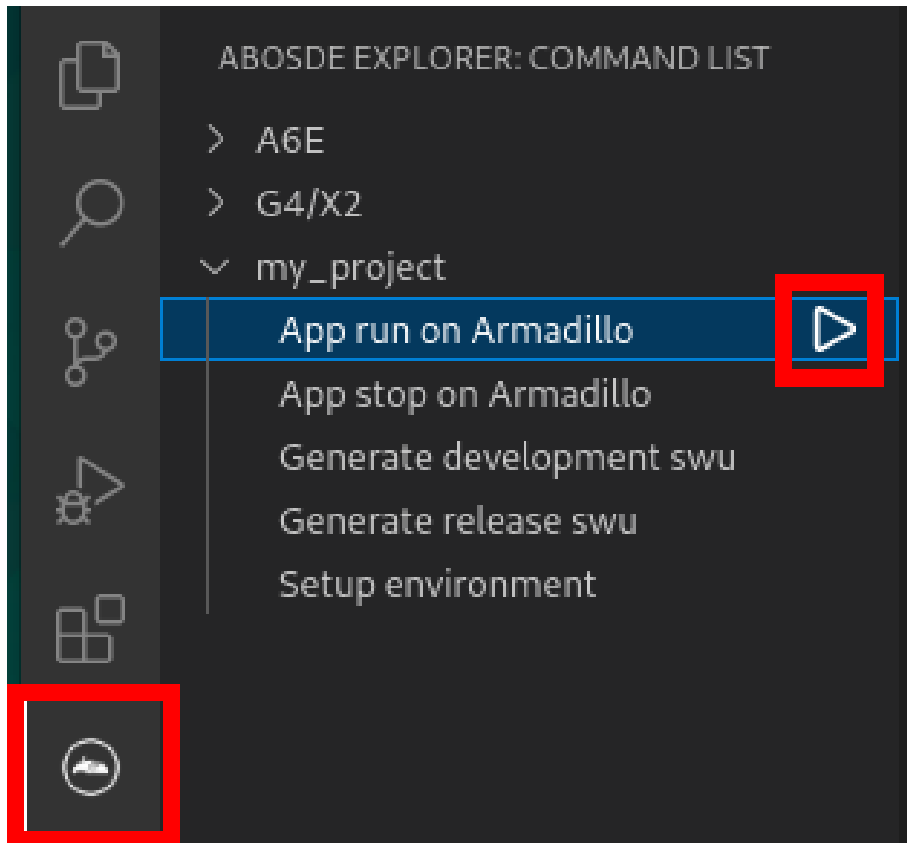 ABOSDE EXPLORER: COMMAND LIST
A6E
G4/X2
my_project
App run on Armadillo
App stop on Armadillo
Generate development swu
Generate release swu
Setup environment